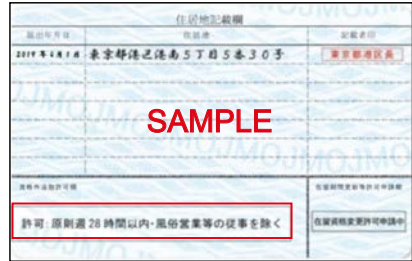 住居地記載欄
届出年月日 住居地 記載者印
2019年4月1日 東京都港区港南5丁目5番30号 東京都港区長
SAMPLE
資格外活動許可欄 在留期間更新等許可申請欄
許可:原則週28時間以内・風俗営業等の従事を除く
在留資格変更許可申請中
MOJ